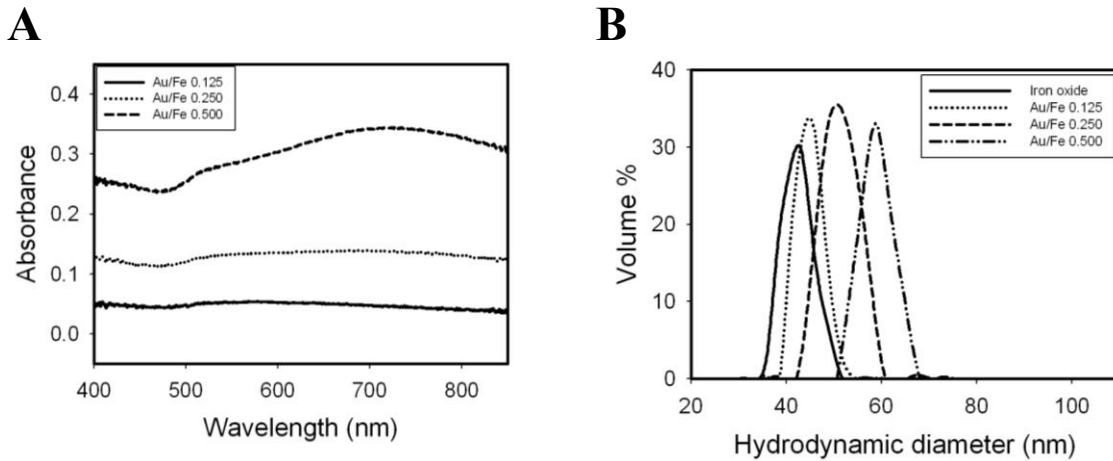 A
Au/Fe 0.125
Au/Fe 0.250
Au/Fe 0.500
0.4
0.3
0.2
0.1
0.0
Absorbance
400 500 600 700 800
Wavelength (nm)
B
Iron oxide
Au/Fe 0.125
Au/Fe 0.250
Au/Fe 0.500
40
30
20
10
0
Volume %
20 40 60 80 100
Hydrodynamic diameter (nm)